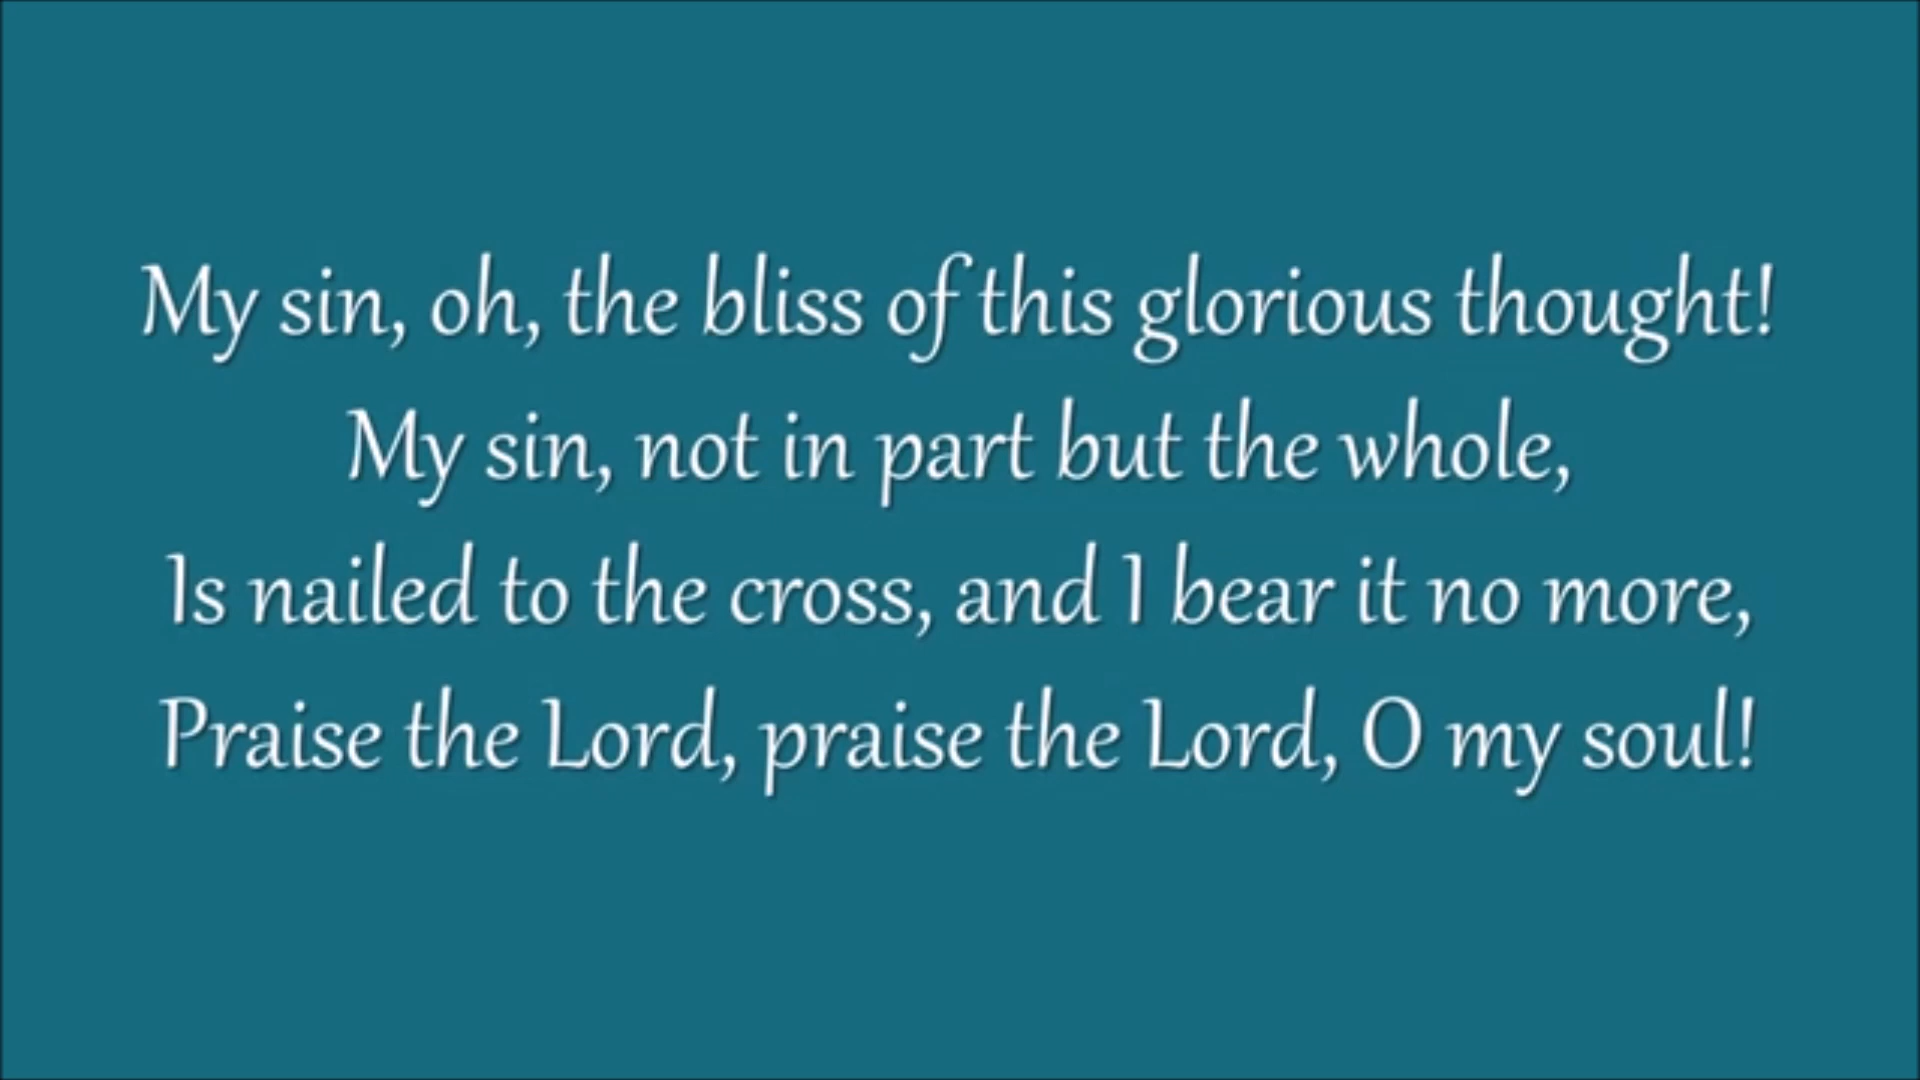 My sin, oh, the bliss of this glorious thought!
My sin, not in part but the whole,
Is nailed to the cross, and I bear it no more,
Praise the Lord, praise the Lord, O my soul!